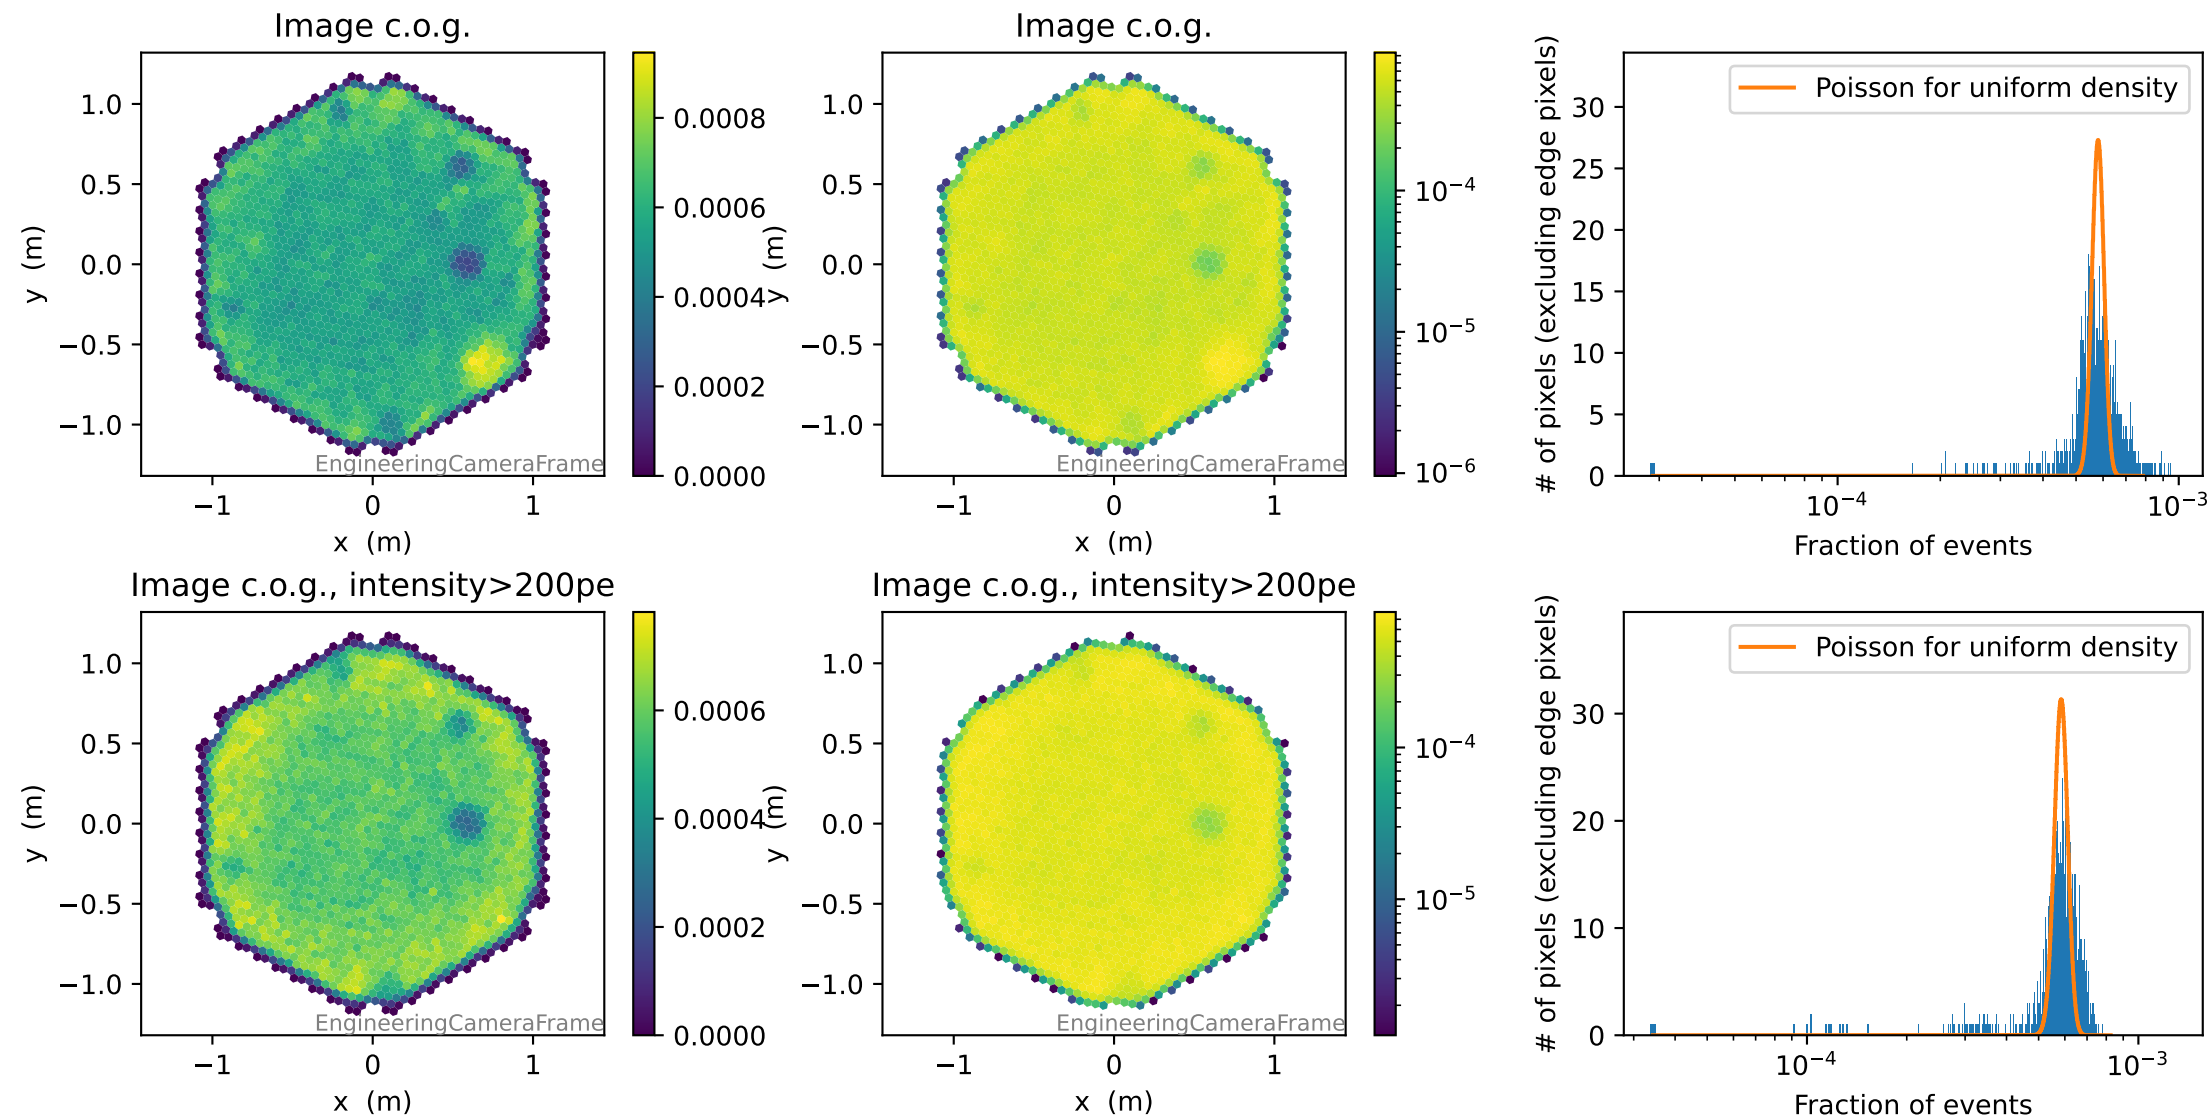 Image c.o.g.
1.0
0.5
0.0
−0.5
−1.0
y (m)
−1
0
1
x (m)
EngineeringCameraFrame
0.0008
0.0006
0.0004
0.0002
0.0000
Image c.o.g.
1.0
0.5
0.0
−0.5
−1.0
y (m)
−1
0
1
x (m)
EngineeringCameraFrame
10⁻⁴
10⁻⁵
10⁻⁶
Poisson for uniform density
# of pixels (excluding edge pixels)
30
25
20
15
10
5
0
10⁻⁴
10⁻³
Fraction of events
Image c.o.g., intensity>200pe
1.0
0.5
0.0
−0.5
−1.0
y (m)
−1
0
1
x (m)
EngineeringCameraFrame
0.0006
0.0004
0.0002
0.0000
Image c.o.g., intensity>200pe
1.0
0.5
0.0
−0.5
−1.0
y (m)
−1
0
1
x (m)
EngineeringCameraFrame
10⁻⁴
10⁻⁵
Poisson for uniform density
# of pixels (excluding edge pixels)
30
20
10
0
10⁻⁴
10⁻³
Fraction of events